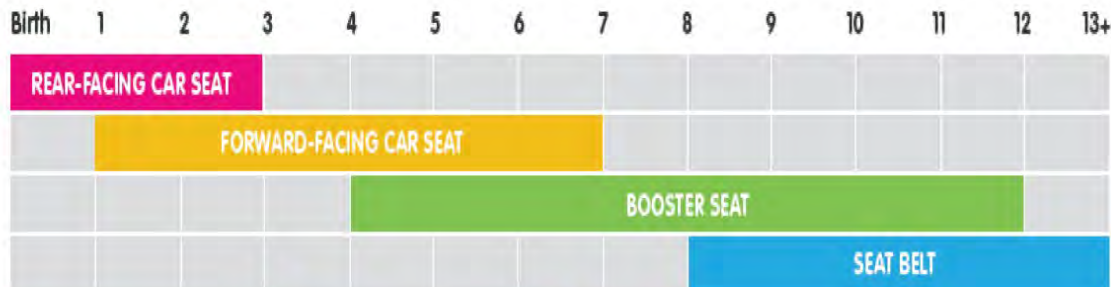 Birth 1 2 3 4 5 6 7 8 9 10 11 12 13+
REAR-FACING CAR SEAT
FORWARD-FACING CAR SEAT
BOOSTER SEAT
SEAT BELT